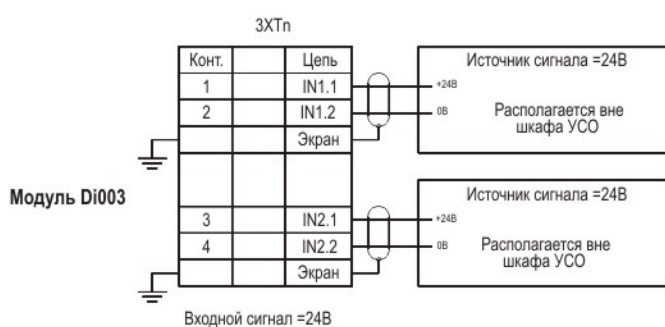 3XTn
Конт. Цепь
1 IN1.1
2 IN1.2
Экран
3 IN2.1
4 IN2.2
Экран
Источник сигнала =24В
+24В
0В
Располагается вне
шкафа УСО
Источник сигнала =24В
+24В
0В
Располагается вне
шкафа УСО
Модуль Di003
Входной сигнал =24В